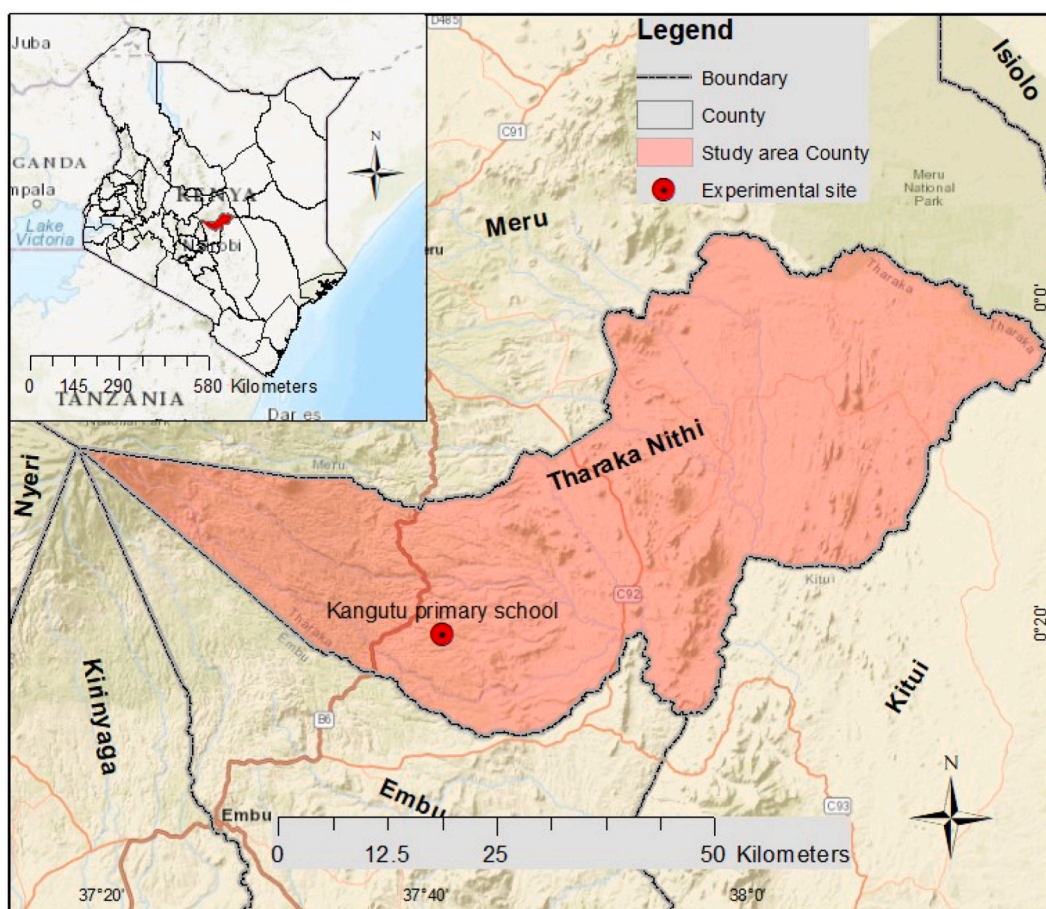 Juba
GANDA
mpala
Lake
Victoria
KENYA
Nairobi
N
0 145 290 580 Kilometers
TANZANIA
Dar es
D485
C91
Meru
eru
Legend
Boundary
County
Study area County
Experimental site
Isiolo
Meru
National
Park
Tharaka
Tharaka
0°0'
Nyeri
Meru
Tharaka Nithi
Kitui
C92
Kangutu primary school
Tharaka
Embu
0°20'
Kirinyaga
B6
Kitui
Embu
Embu
C93
N
0 12.5 25 50 Kilometers
37°20'
37°40'
38°0'